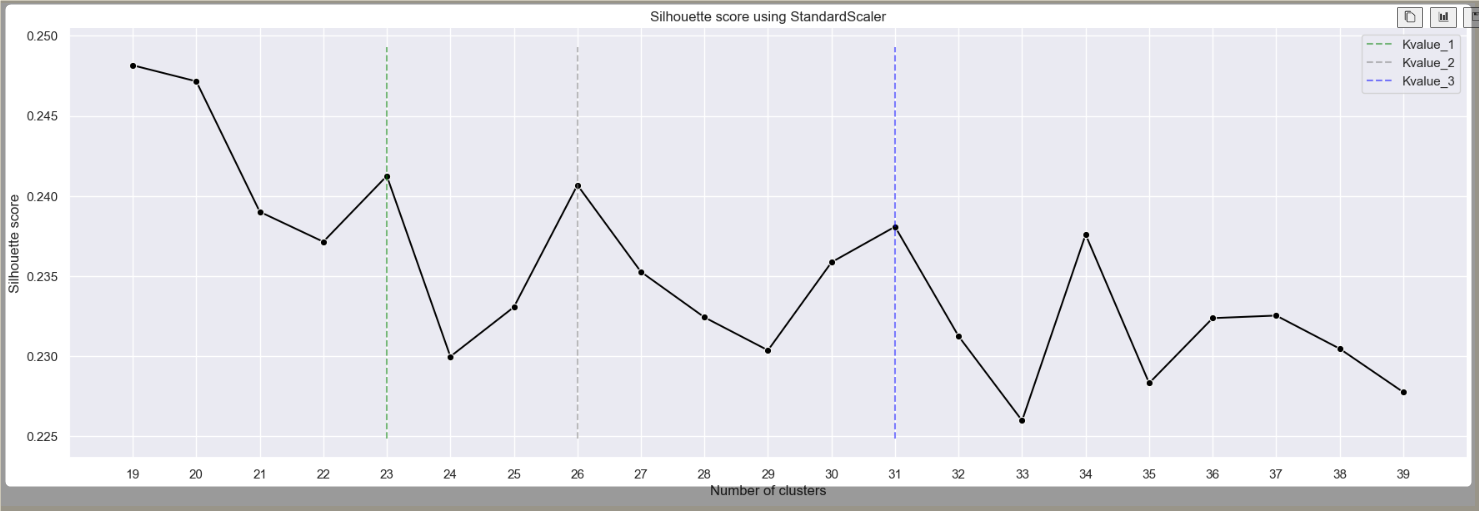 Silhouette score using StandardScaler
Kvalue_1
Kvalue_2
Kvalue_3
0.250
0.245
0.240
0.235
0.230
0.225
Silhouette score
19 20 21 22 23 24 25 26 27 28 29 30 31 32 33 34 35 36 37 38 39
Number of clusters